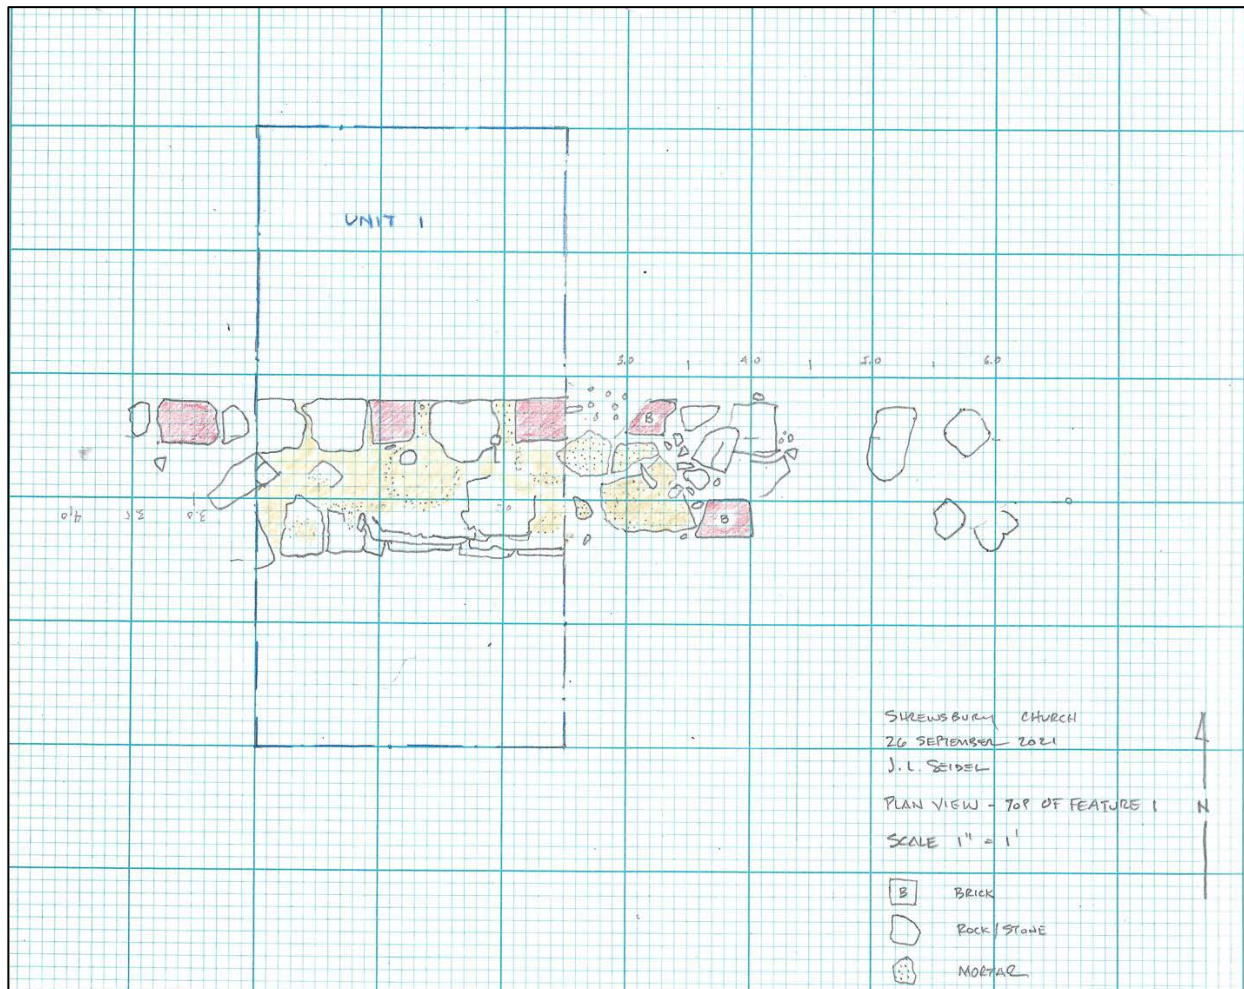 UNIT 1
3.0 4.0 5.0 6.0
B
4.0 3.5 3.0
B
SHREWSBURY CHURCH
26 SEPTEMBER 2021
J.L. SEIDEL
PLAN VIEW - TOP OF FEATURE 1
N
SCALE 1" = 1'
B BRICK
ROCK/STONE
MORTAR